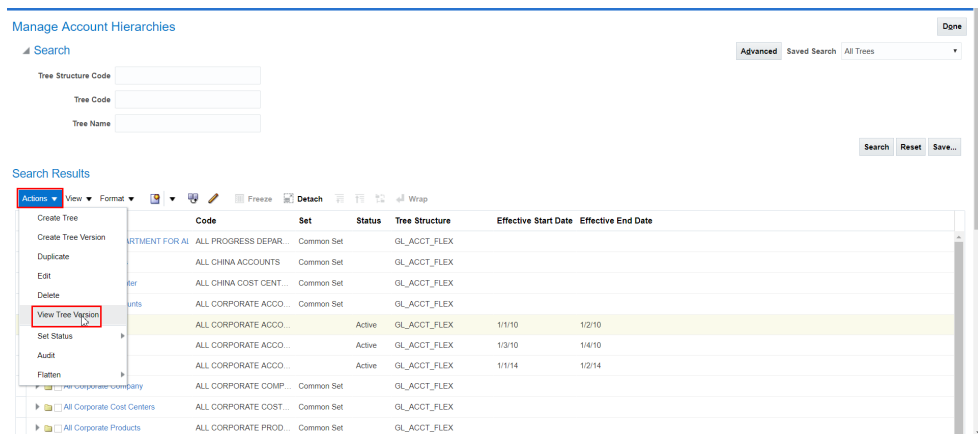 Manage Account Hierarchies
Done
Search
Advanced Saved Search All Trees
Tree Structure Code
Tree Code
Tree Name
Search Reset Save...
Search Results
Actions View Format Freeze Detach Wrap
Code Set Status Tree Structure Effective Start Date Effective End Date
Create Tree
Create Tree Version
Duplicate
Edit
Delete
View Tree Version
Set Status
Audit
Flatten
ARTMENT FOR AL ALL PROGRESS DEPAR... Common Set GL_ACCT_FLEX
ALL CHINA ACCOUNTS Common Set GL_ACCT_FLEX
ALL CHINA COST CENT... Common Set GL_ACCT_FLEX
unts ALL CORPORATE ACCO... Common Set GL_ACCT_FLEX
ALL CORPORATE ACCO... Active GL_ACCT_FLEX 1/1/10 1/2/10
ALL CORPORATE ACCO... Active GL_ACCT_FLEX 1/3/10 1/4/10
ALL CORPORATE ACCO... Active GL_ACCT_FLEX 1/1/14 1/2/14
All Corporate Company ALL CORPORATE COMP... Common Set GL_ACCT_FLEX
All Corporate Cost Centers ALL CORPORATE COST... Common Set GL_ACCT_FLEX
All Corporate Products ALL CORPORATE PROD... Common Set GL_ACCT_FLEX